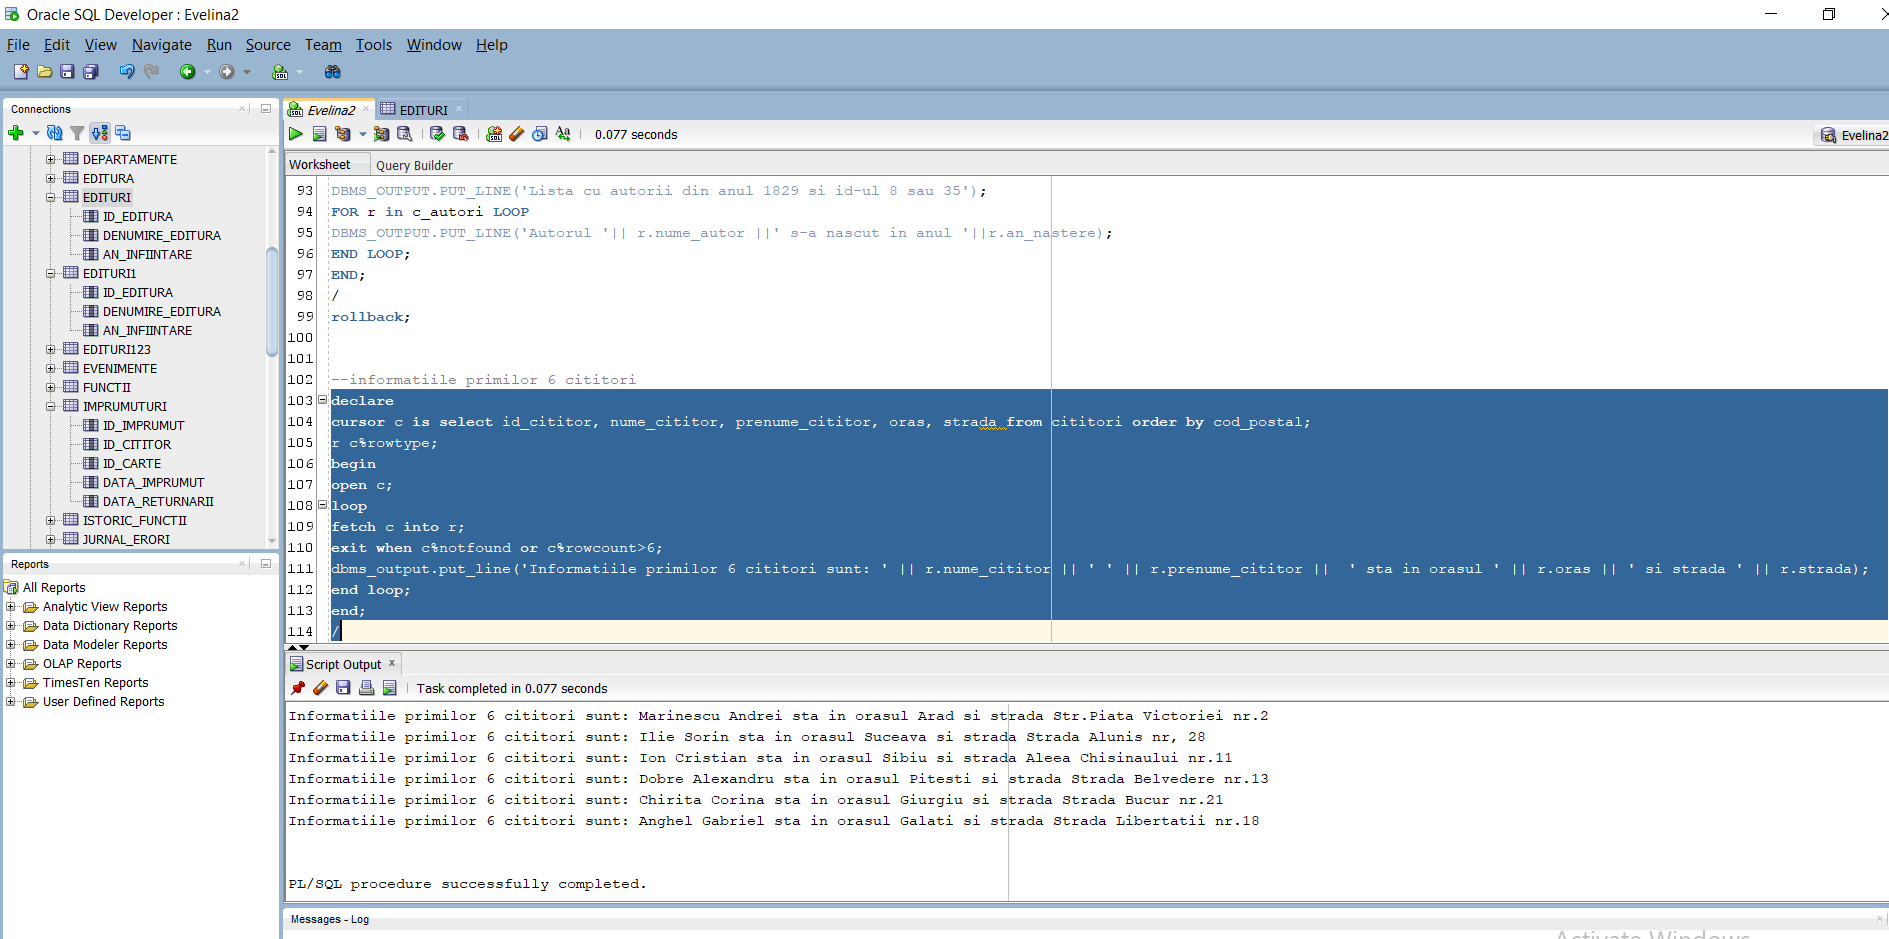 Oracle SQL Developer : Evelina2
File Edit View Navigate Run Source Team Tools Window Help
Connections
DEPARTAMENTE
EDITURA
EDITURI
ID_EDITURA
DENUMIRE_EDITURA
AN_INFIINTARE
EDITURI1
ID_EDITURA
DENUMIRE_EDITURA
AN_INFIINTARE
EDITURI123
EVENIMENTE
FUNCTII
IMPRUMUTURI
ID_IMPRUMUT
ID_CITITOR
ID_CARTE
DATA_IMPRUMUT
DATA_RETURNARII
ISTORIC_FUNCTII
JURNAL_ERORI
Reports
All Reports
Analytic View Reports
Data Dictionary Reports
Data Modeler Reports
OLAP Reports
TimesTen Reports
User Defined Reports
Evelina2 EDITURI
0.077 seconds Evelina2
Worksheet Query Builder
93 DBMS_OUTPUT.PUT_LINE('Lista cu autorii din anul 1829 si id-ul 8 sau 35');
94 FOR r in c_autori LOOP
95 DBMS_OUTPUT.PUT_LINE('Autorul '|| r.nume_autor ||' s-a nascut in anul '||r.an_nastere);
96 END LOOP;
97 END;
98 /
99 rollback;
100
101
102 --informatiile primilor 6 cititori
103 declare
104 cursor c is select id_cititor, nume_cititor, prenume_cititor, oras, strada from cititori order by cod_postal;
105 r c%rowtype;
106 begin
107 open c;
108 loop
109 fetch c into r;
110 exit when c%notfound or c%rowcount>6;
111 dbms_output.put_line('Informatiile primilor 6 cititori sunt: ' || r.nume_cititor || ' ' || r.prenume_cititor ||  ' sta in orasul ' || r.oras || ' si strada ' || r.strada);
112 end loop;
113 end;
114 /
Script Output
Task completed in 0.077 seconds
Informatiile primilor 6 cititori sunt: Marinescu Andrei sta in orasul Arad si strada Str.Piata Victoriei nr.2
Informatiile primilor 6 cititori sunt: Ilie Sorin sta in orasul Suceava si strada Strada Alunis nr, 28
Informatiile primilor 6 cititori sunt: Ion Cristian sta in orasul Sibiu si strada Aleea Chisinaului nr.11
Informatiile primilor 6 cititori sunt: Dobre Alexandru sta in orasul Pitesti si strada Strada Belvedere nr.13
Informatiile primilor 6 cititori sunt: Chirita Corina sta in orasul Giurgiu si strada Strada Bucur nr.21
Informatiile primilor 6 cititori sunt: Anghel Gabriel sta in orasul Galati si strada Strada Libertatii nr.18
PL/SQL procedure successfully completed.
Messages - Log
Activate Windows